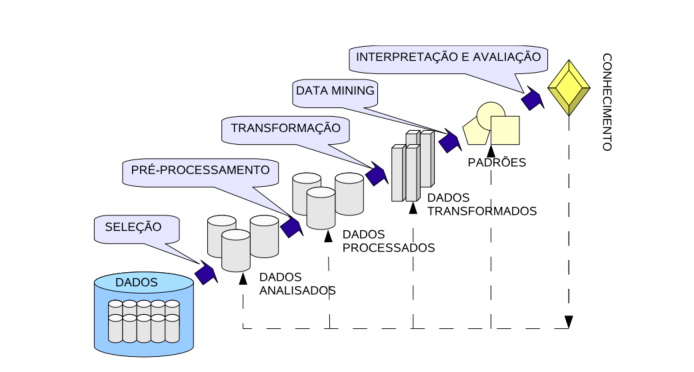 INTERPRETAÇÃO E AVALIAÇÃO
CONHECIMENTO
DATA MINING
TRANSFORMAÇÃO
PADRÕES
PRÉ-PROCESSAMENTO
DADOS
TRANSFORMADOS
SELEÇÃO
DADOS
PROCESSADOS
DADOS
ANALISADOS
DADOS